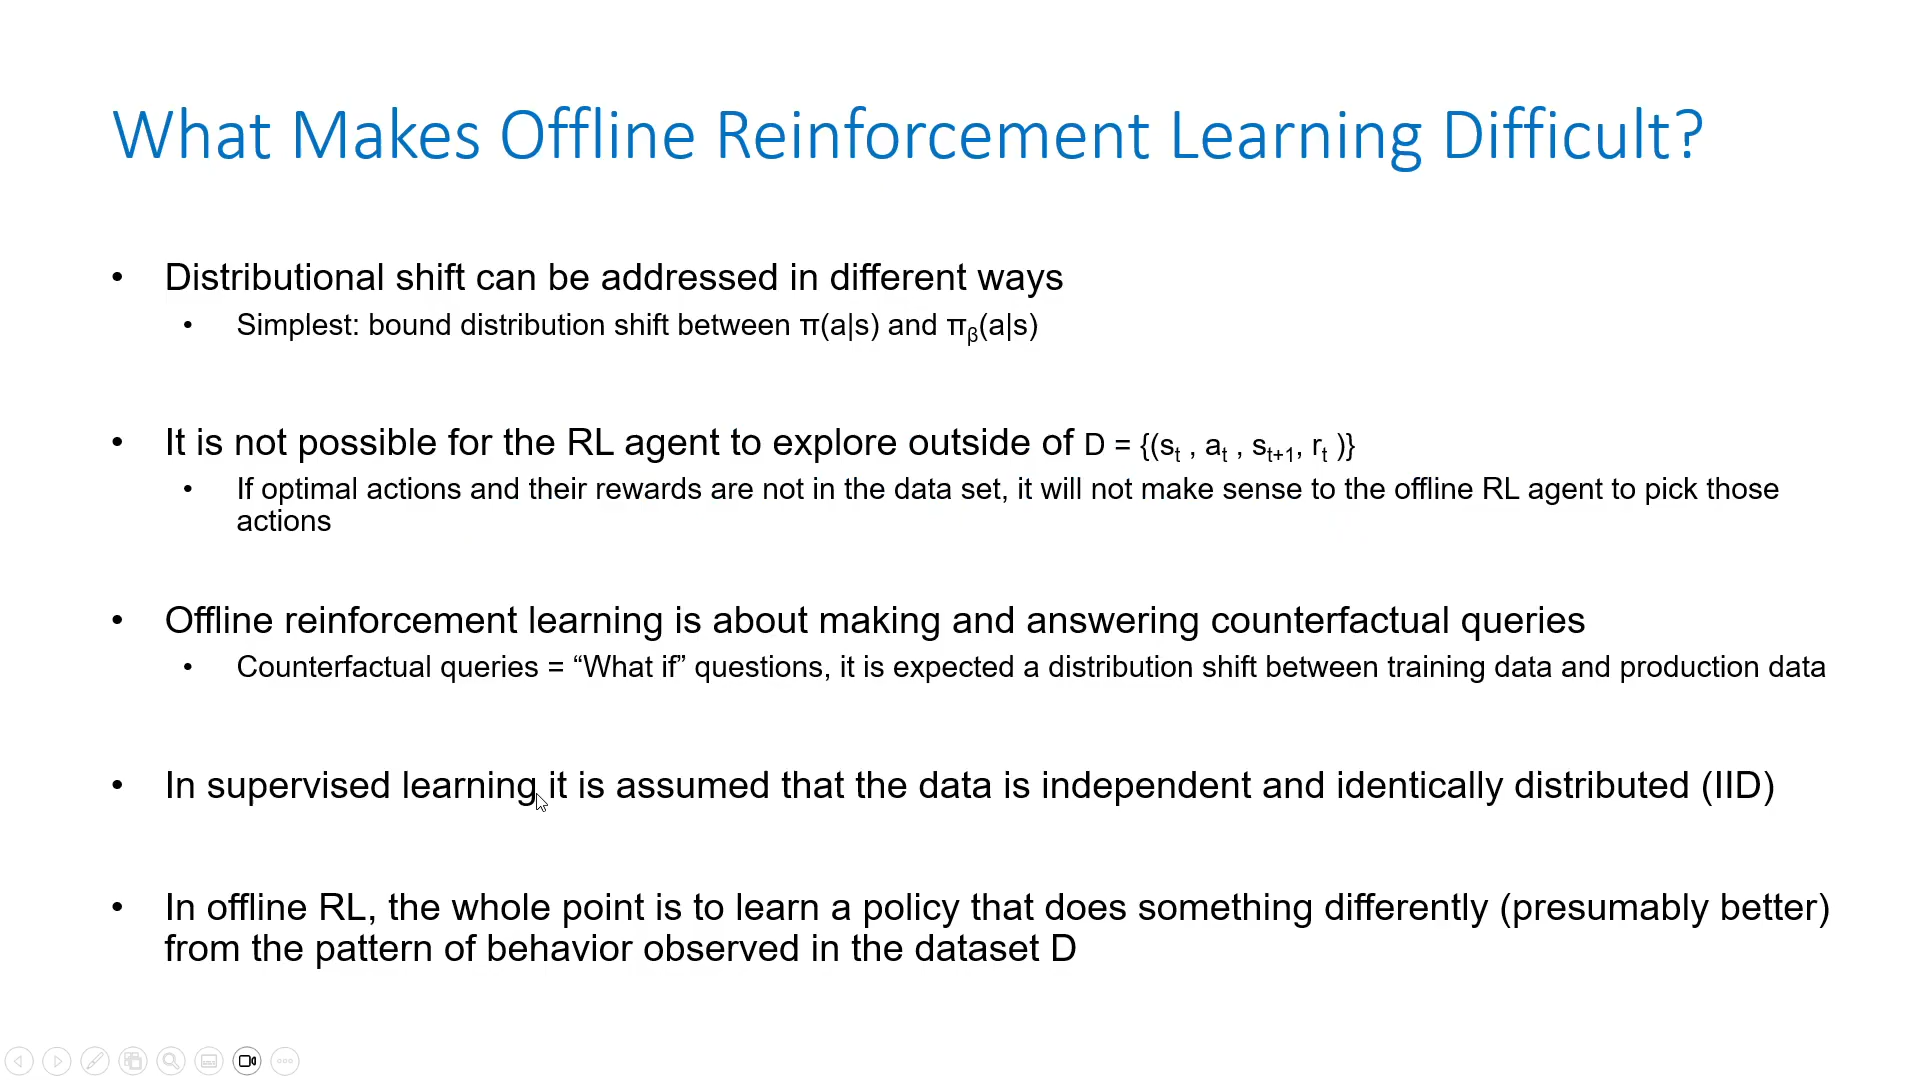 What Makes Offline Reinforcement Learning Difficult?
• Distributional shift can be addressed in different ways
• Simplest: bound distribution shift between π(a|s) and πβ(a|s)
• It is not possible for the RL agent to explore outside of D = {(st , at , st+1, rt )}
• If optimal actions and their rewards are not in the data set, it will not make sense to the offline RL agent to pick those
actions
• Offline reinforcement learning is about making and answering counterfactual queries
• Counterfactual queries = “What if” questions, it is expected a distribution shift between training data and production data
• In supervised learning it is assumed that the data is independent and identically distributed (IID)
• In offline RL, the whole point is to learn a policy that does something differently (presumably better)
from the pattern of behavior observed in the dataset D